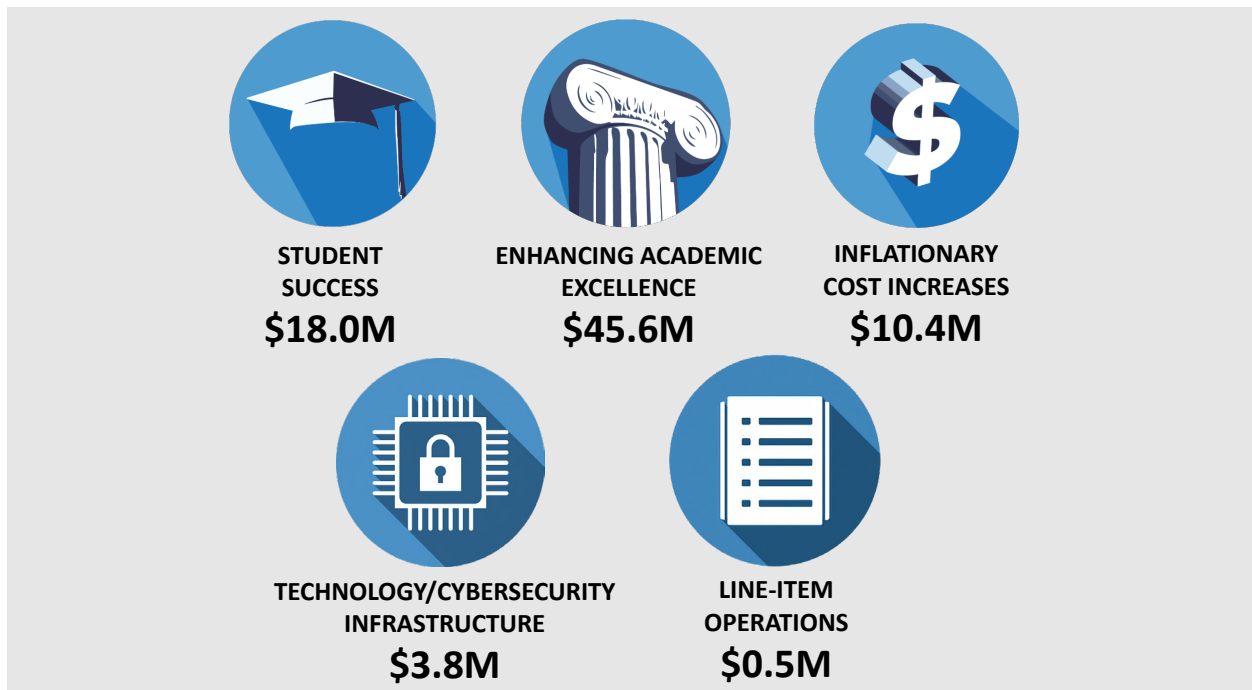 STUDENT
SUCCESS
$18.0M
ENHANCING ACADEMIC
EXCELLENCE
$45.6M
INFLATIONARY
COST INCREASES
$10.4M
TECHNOLOGY/CYBERSECURITY
INFRASTRUCTURE
$3.8M
LINE-ITEM
OPERATIONS
$0.5M